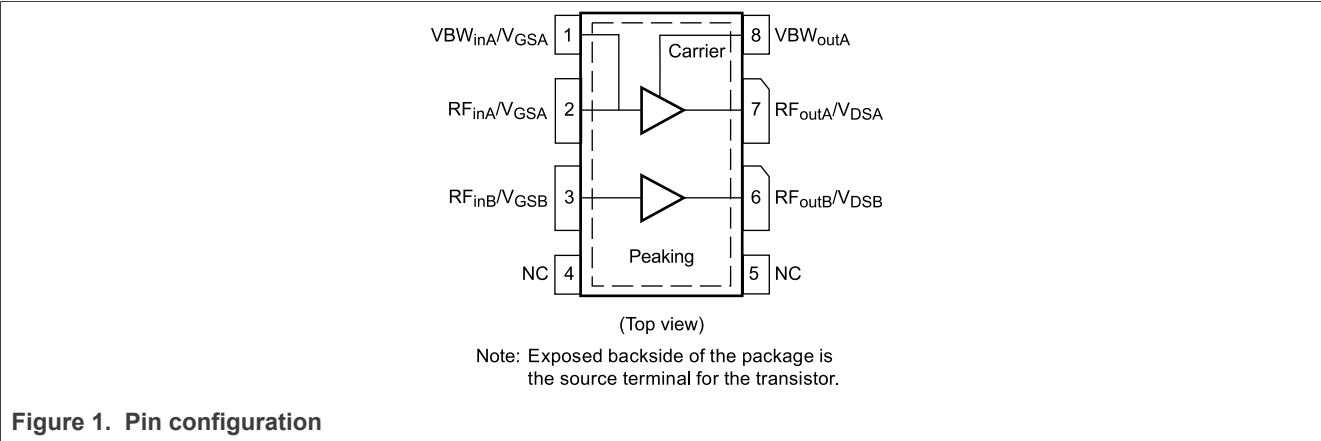 VBWinA/VGSA 1 8 VBWoutA
Carrier
RFinA/VGSA 2 7 RFoutA/VDSA
RFinB/VGSB 3 6 RFoutB/VDSB
Peaking
NC 4 5 NC
(Top view)
Note: Exposed backside of the package is
the source terminal for the transistor.
Figure 1. Pin configuration